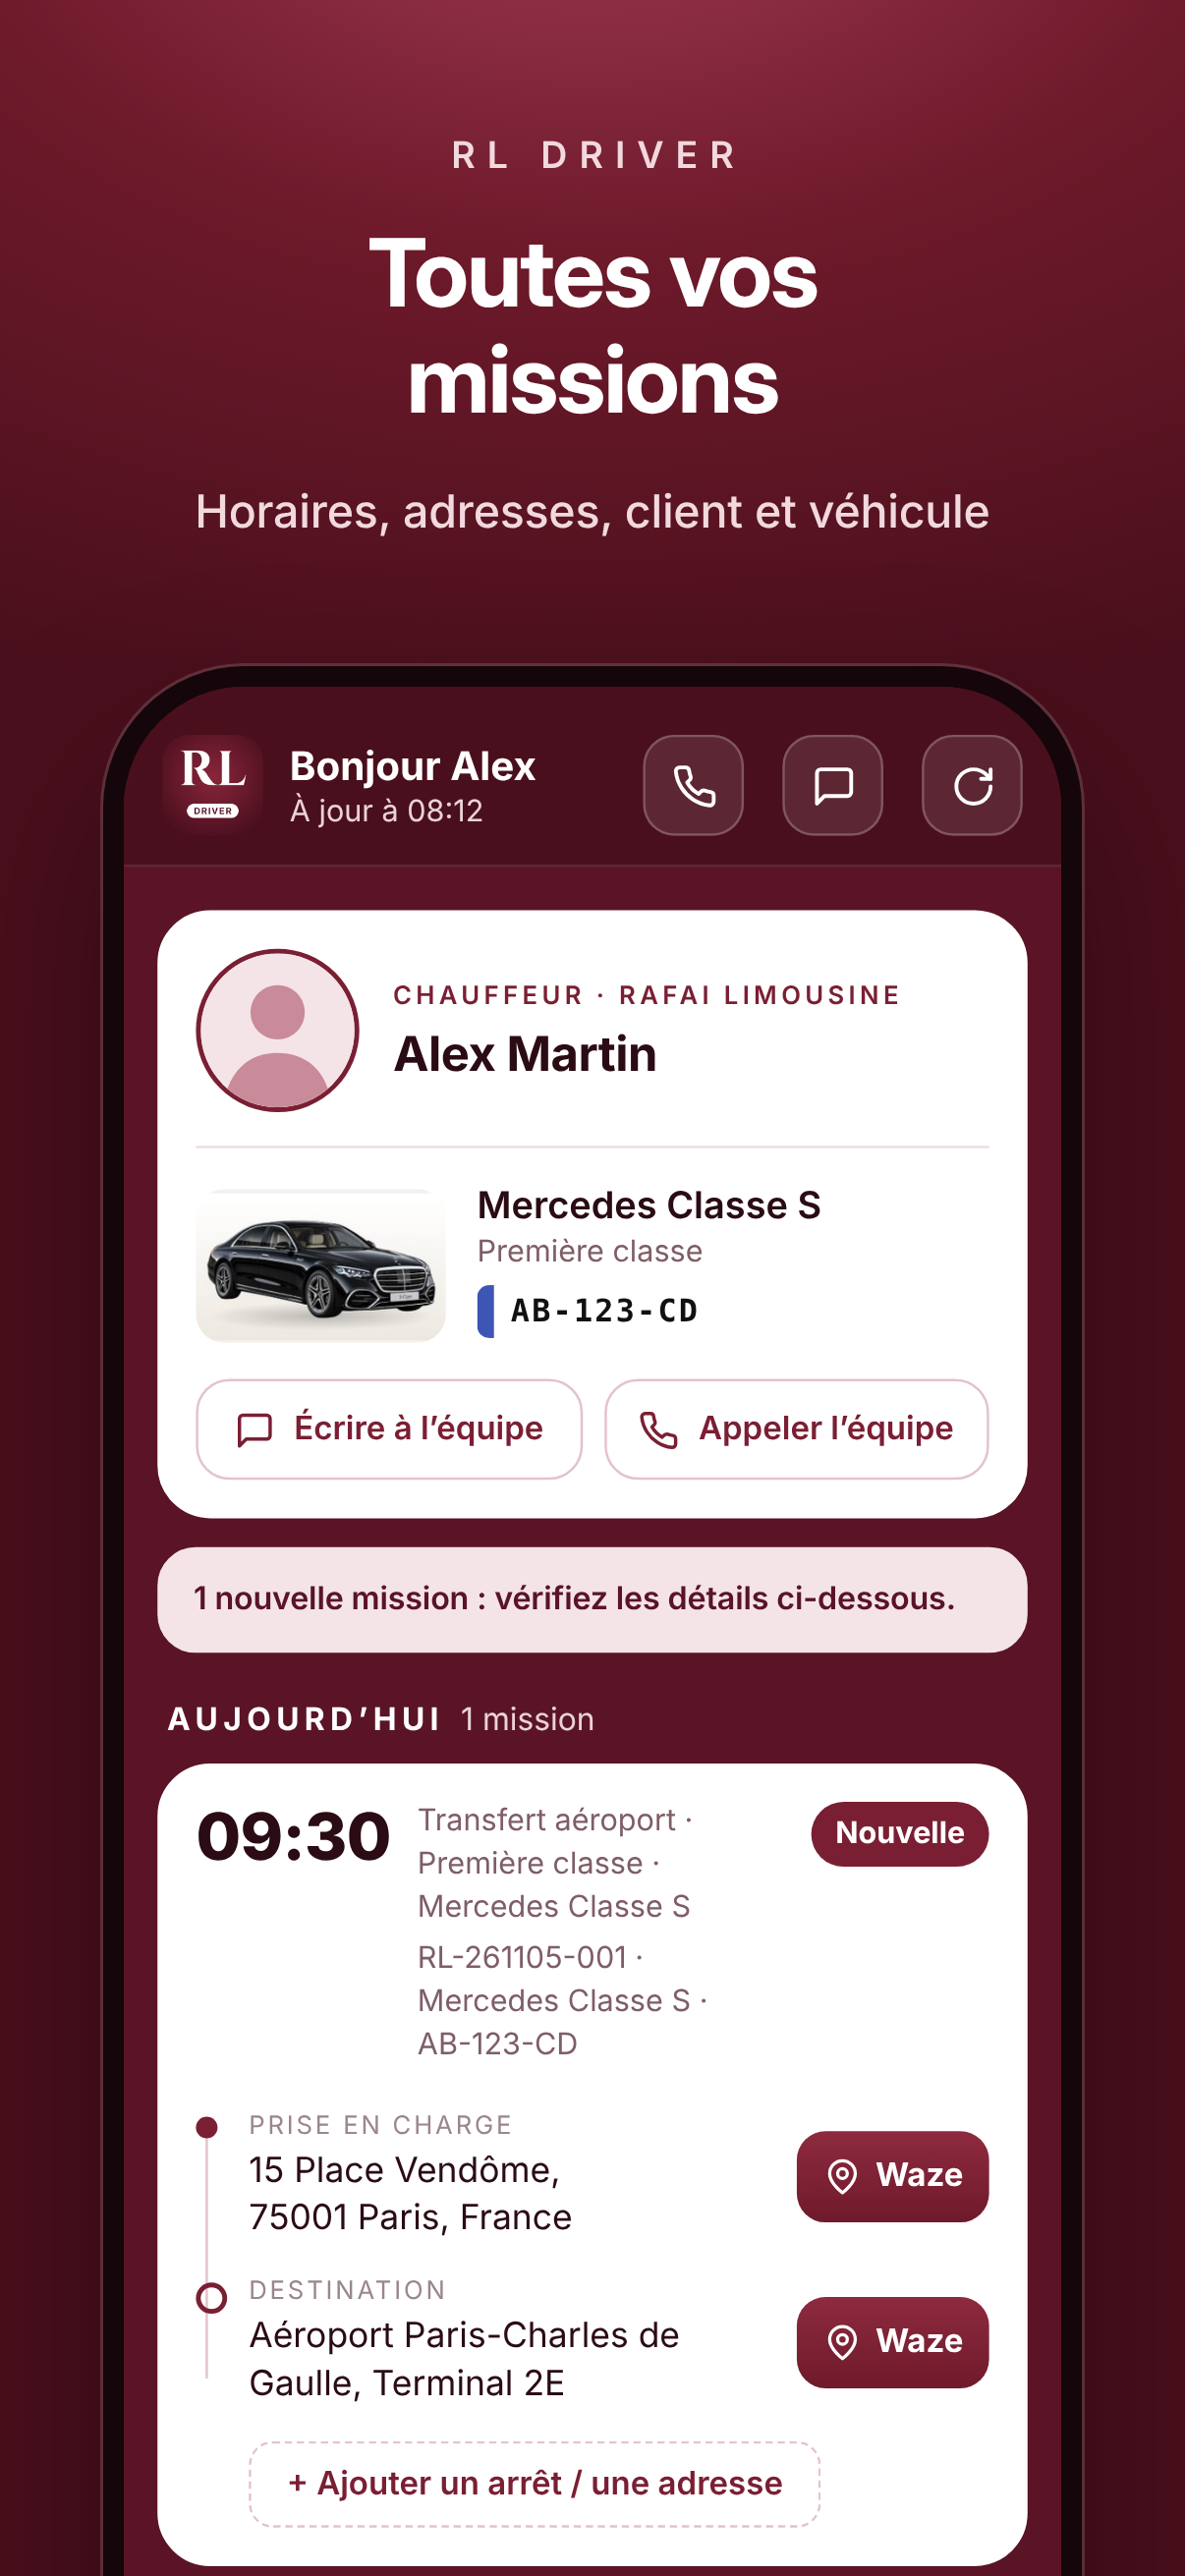 RL DRIVER
Toutes vos
missions
Horaires, adresses, client et véhicule
RL
DRIVER
Bonjour Alex
À jour à 08:12
CHAUFFEUR · RAFAI LIMOUSINE
Alex Martin
Mercedes Classe S
Première classe
AB-123-CD
Écrire à l’équipe
Appeler l’équipe
1 nouvelle mission : vérifiez les détails ci-dessous.
AUJOURD’HUI 1 mission
09:30
Transfert aéroport ·
Première classe ·
Mercedes Classe S
RL-261105-001 ·
Mercedes Classe S ·
AB-123-CD
Nouvelle
PRISE EN CHARGE
15 Place Vendôme,
75001 Paris, France
Waze
DESTINATION
Aéroport Paris-Charles de
Gaulle, Terminal 2E
Waze
+ Ajouter un arrêt / une adresse